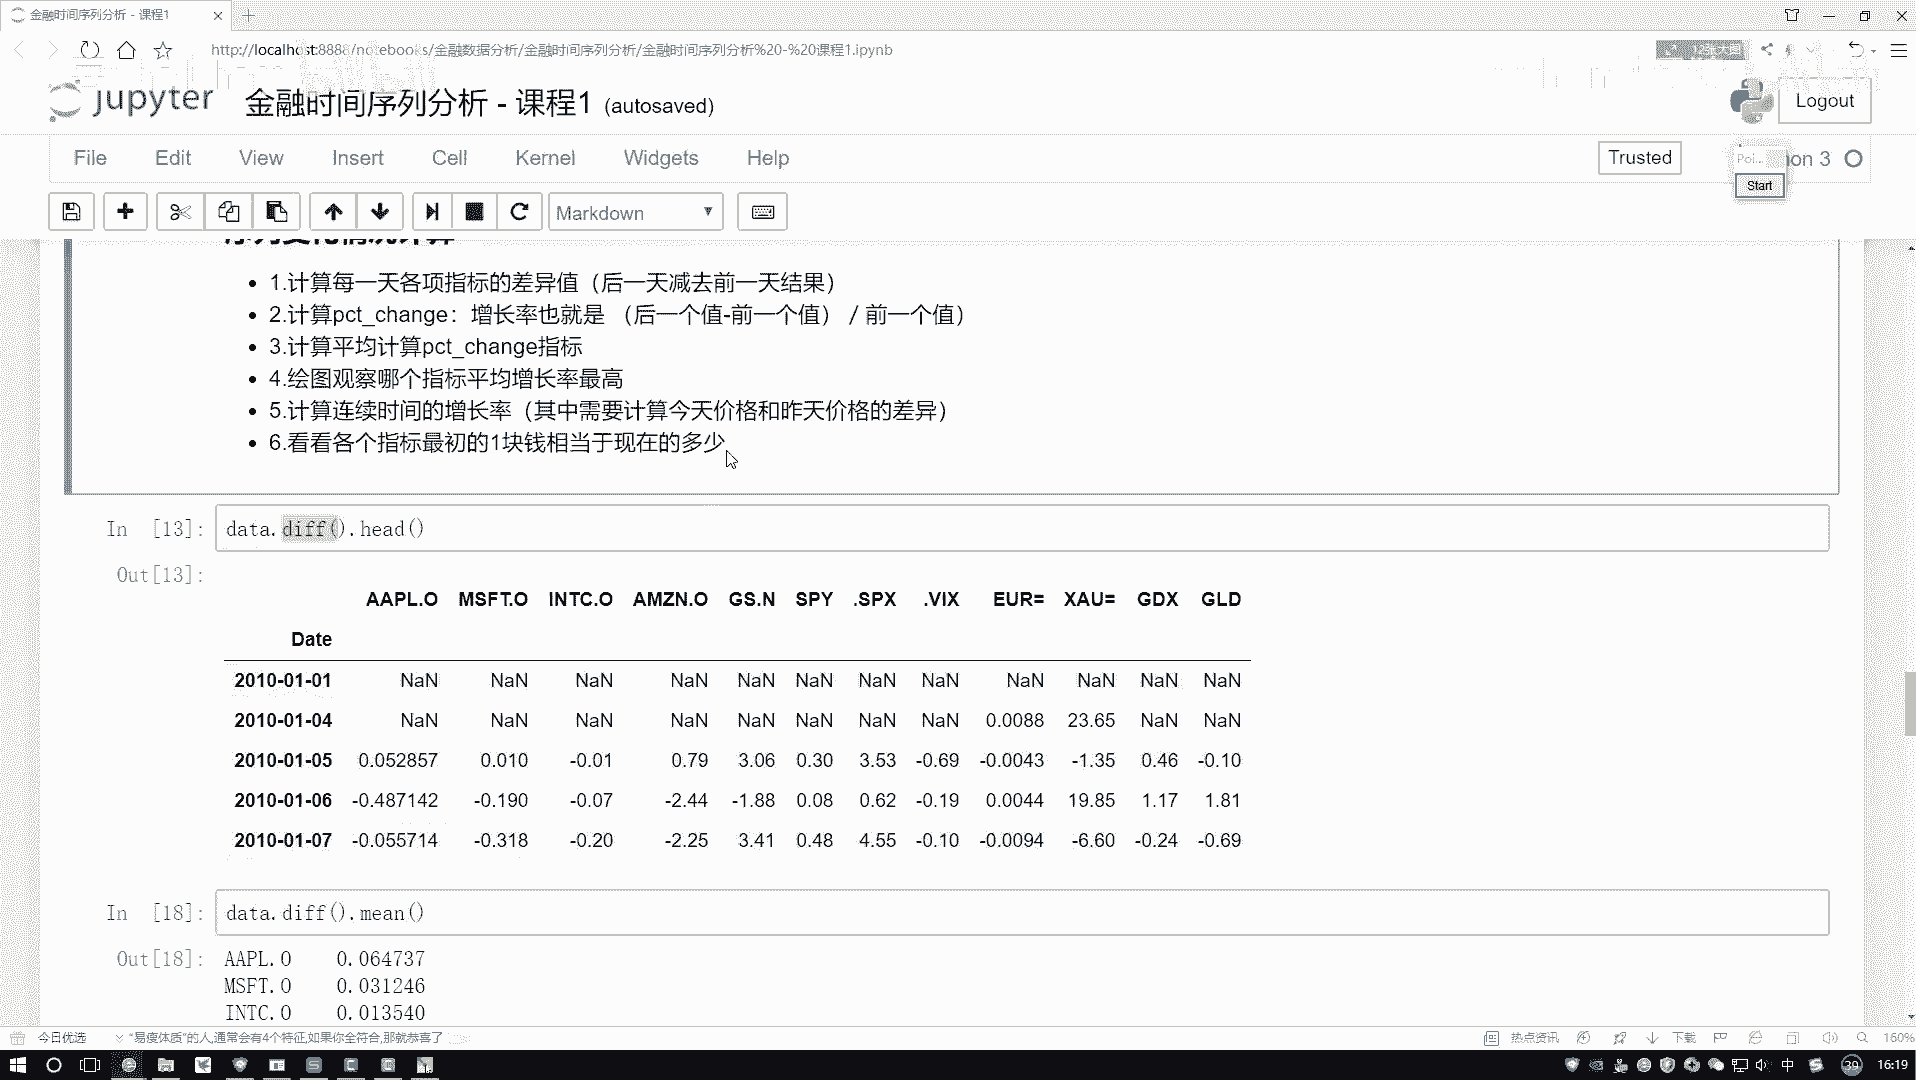 金融时间序列分析 - 课程1
http://localhost:8888/notebooks/金融数据分析/金融时间序列分析/金融时间序列分析%20-%20课程1.ipynb
12张大图
jupyter 金融时间序列分析 - 课程1 (autosaved)
Logout
File Edit View Insert Cell Kernel Widgets Help
Trusted
Poi...
on 3
Start
Markdown
序列变化情况计算
1.计算每一天各项指标的差异值（后一天减去前一天结果）
2.计算pct_change：增长率也就是 （后一个值-前一个值） / 前一个值）
3.计算平均计算pct_change指标
4.绘图观察哪个指标平均增长率最高
5.计算连续时间的增长率（其中需要计算今天价格和昨天价格的差异）
6.看看各个指标最初的1块钱相当于现在的多少
In [13]: data.diff().head()
Out[13]:
AAPL.O MSFT.O INTC.O AMZN.O GS.N SPY .SPX .VIX EUR= XAU= GDX GLD
Date
2010-01-01 NaN NaN NaN NaN NaN NaN NaN NaN NaN NaN NaN NaN
2010-01-04 NaN NaN NaN NaN NaN NaN NaN NaN 0.0088 23.65 NaN NaN
2010-01-05 0.052857 0.010 -0.01 0.79 3.06 0.30 3.53 -0.69 -0.0043 -1.35 0.46 -0.10
2010-01-06 -0.487142 -0.190 -0.07 -2.44 -1.88 0.08 0.62 -0.19 0.0044 19.85 1.17 1.81
2010-01-07 -0.055714 -0.318 -0.20 -2.25 3.41 0.48 4.55 -0.10 -0.0094 -6.60 -0.24 -0.69
In [18]: data.diff().mean()
Out[18]: AAPL.O 0.064737
MSFT.O 0.031246
INTC.O 0.013540
今日优选
“易瘦体质”的人,通常会有4个特征,如果你全符合,那就恭喜了
热点资讯
下载
160%
中
39
16:19